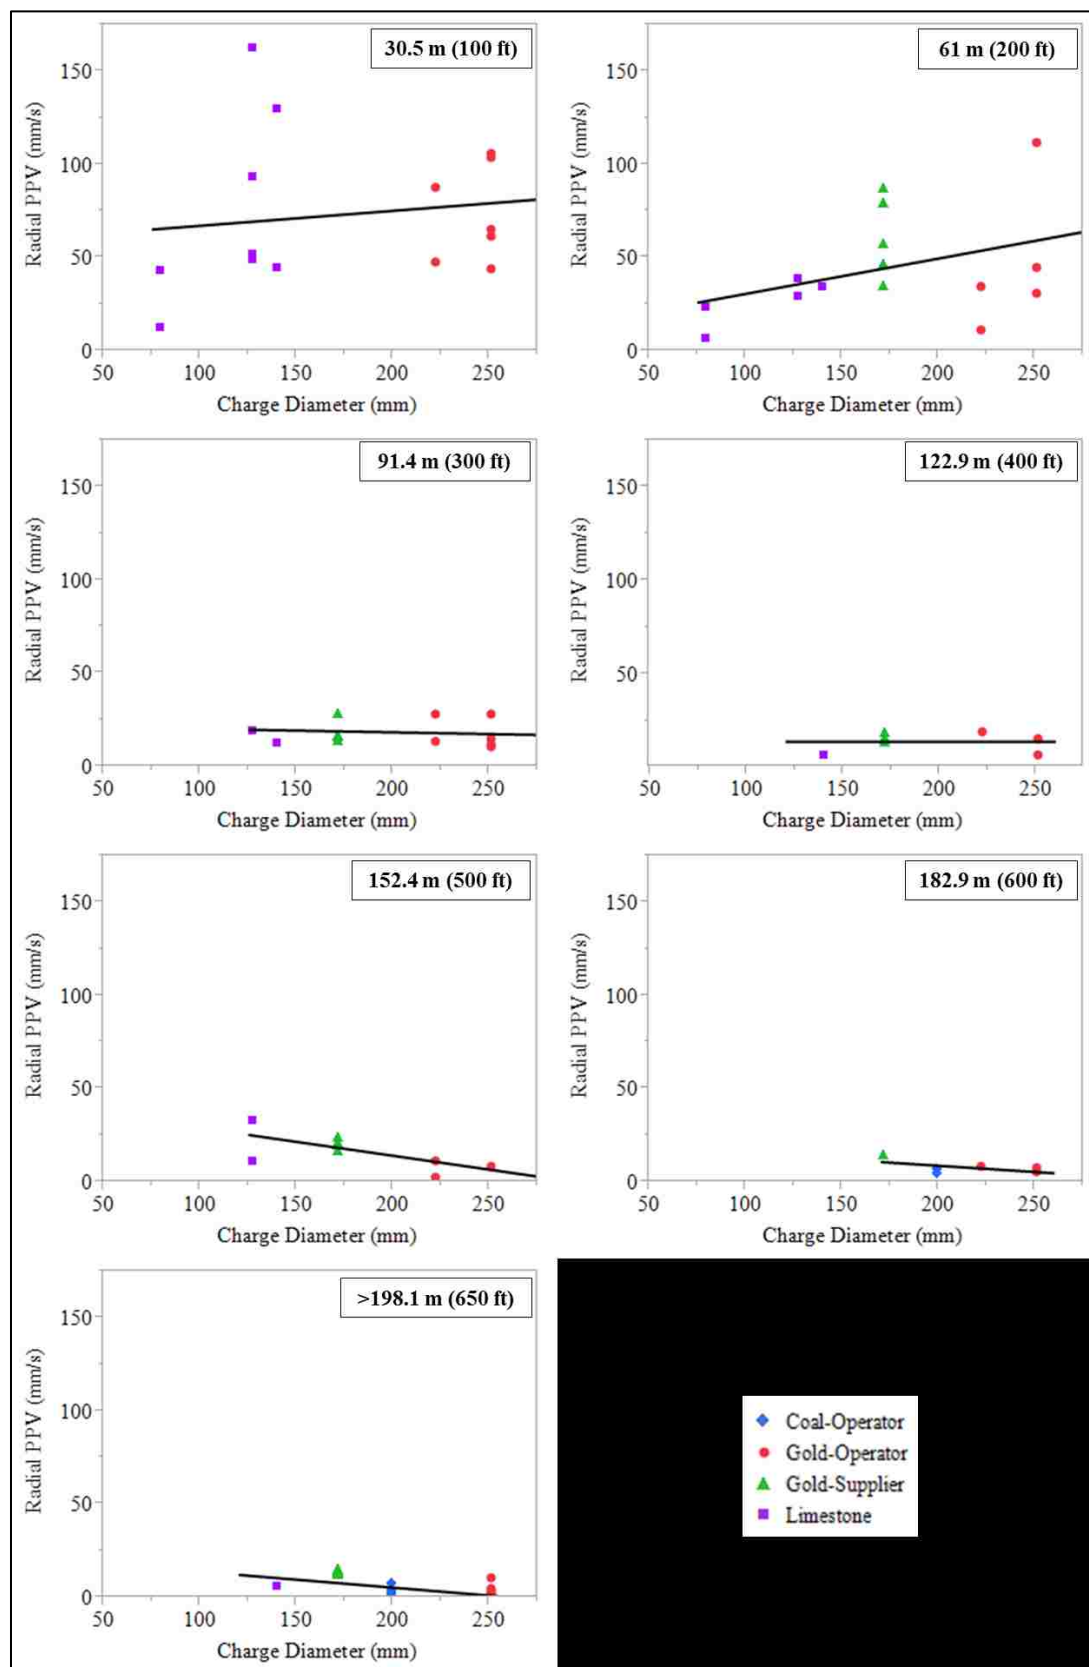 30.5 m (100 ft)
150
100
50
0
Radial PPV (mm/s)
50 100 150 200 250
Charge Diameter (mm)
61 m (200 ft)
150
100
50
0
Radial PPV (mm/s)
50 100 150 200 250
Charge Diameter (mm)
91.4 m (300 ft)
150
100
50
0
Radial PPV (mm/s)
50 100 150 200 250
Charge Diameter (mm)
122.9 m (400 ft)
150
100
50
0
Radial PPV (mm/s)
50 100 150 200 250
Charge Diameter (mm)
152.4 m (500 ft)
150
100
50
0
Radial PPV (mm/s)
50 100 150 200 250
Charge Diameter (mm)
182.9 m (600 ft)
150
100
50
0
Radial PPV (mm/s)
50 100 150 200 250
Charge Diameter (mm)
>198.1 m (650 ft)
150
100
50
0
Radial PPV (mm/s)
50 100 150 200 250
Charge Diameter (mm)
Coal-Operator
Gold-Operator
Gold-Supplier
Limestone